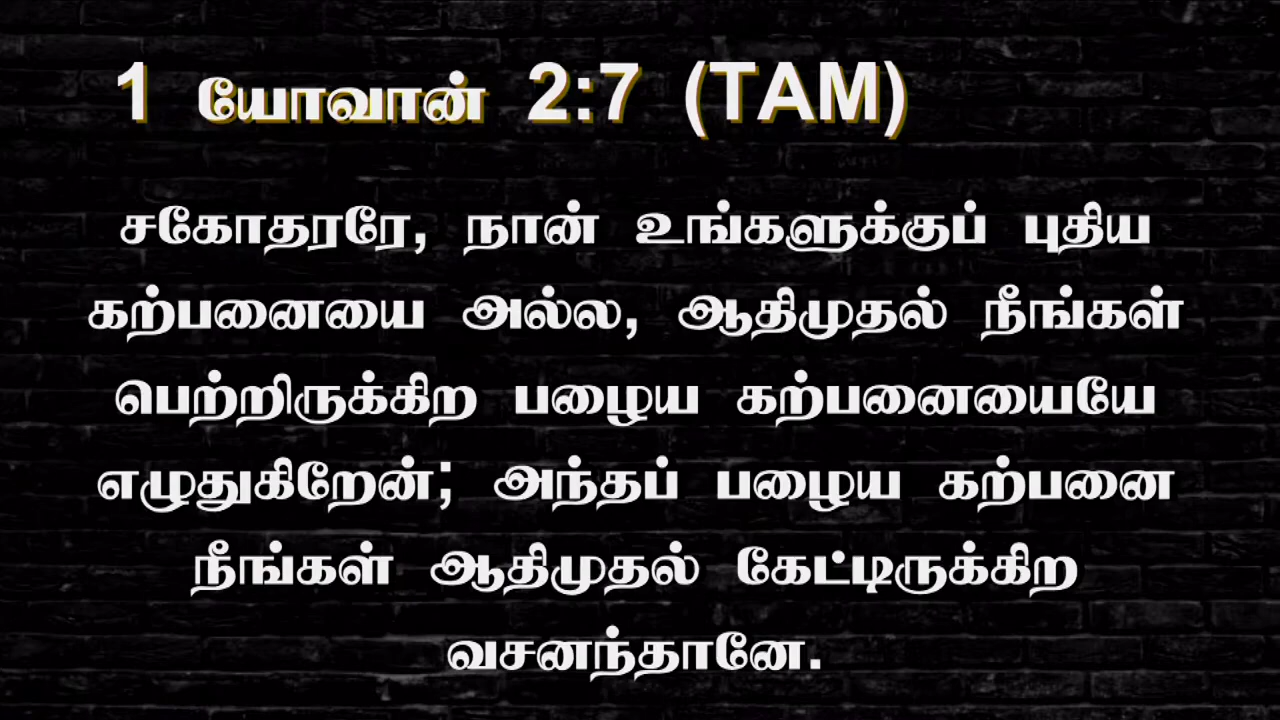 1 யோவான் 2:7 (TAM)
சகோதரரே, நான் உங்களுக்குப் புதிய
கற்பனையை அல்ல, ஆதிமுதல் நீங்கள்
பெற்றிருக்கிற பழைய கற்பனையையே
எழுதுகிறேன்; அந்தப் பழைய கற்பனை
நீங்கள் ஆதிமுதல் கேட்டிருக்கிற
வசனந்தானே.